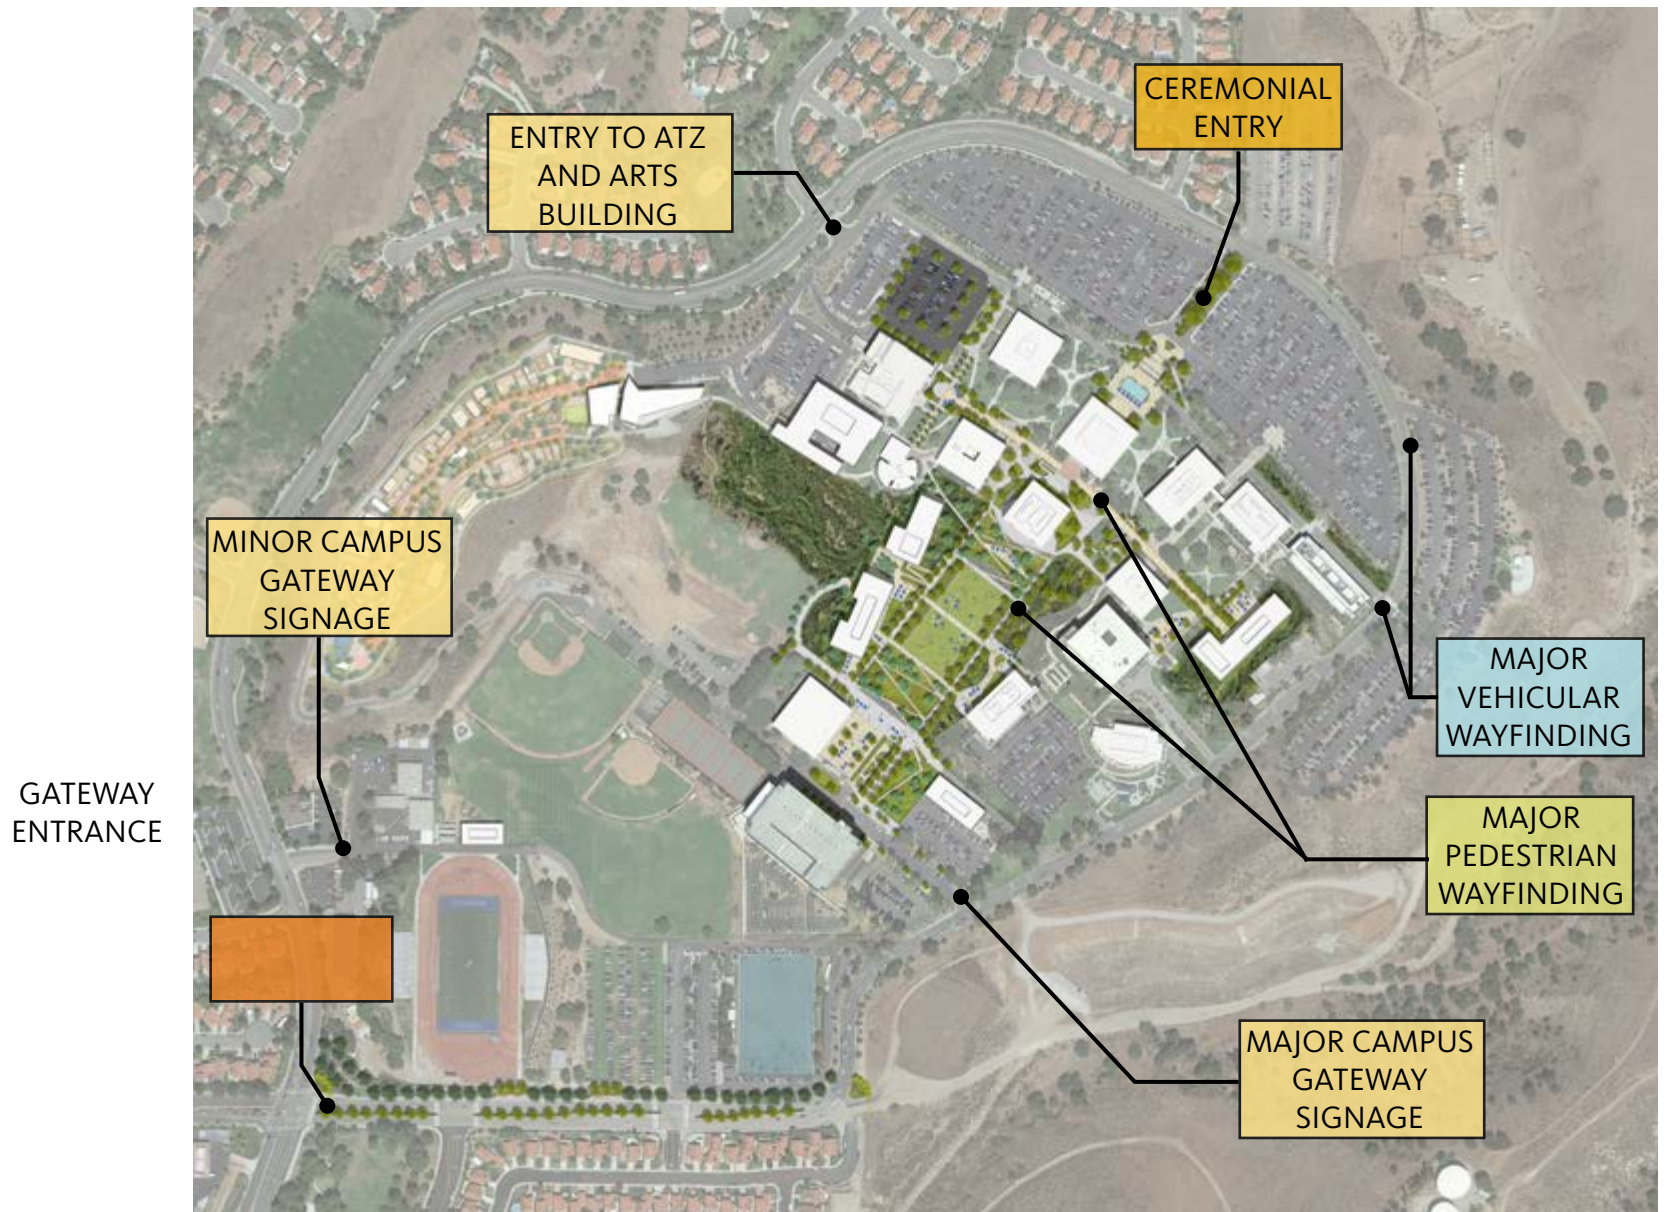 CEREMONIAL
ENTRY
ENTRY TO ATZ
AND ARTS
BUILDING
MINOR CAMPUS
GATEWAY
SIGNAGE
MAJOR
VEHICULAR
WAYFINDING
GATEWAY
ENTRANCE
MAJOR
PEDESTRIAN
WAYFINDING
MAJOR CAMPUS
GATEWAY
SIGNAGE